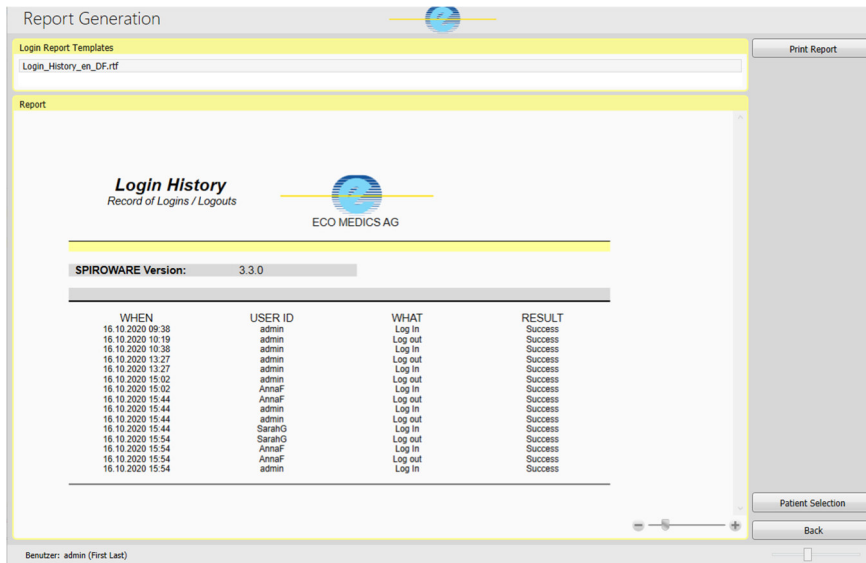 Report Generation
Login Report Templates
Print Report
Login_History_en_DF.rtf
Report
Login History
Record of Logins / Logouts
e
ECO MEDICS AG
SPIROWARE Version: 3.3.0
WHEN USER ID WHAT RESULT
16.10.2020 09:38 admin Log In Success
16.10.2020 10:19 admin Log out Success
16.10.2020 10:38 admin Log In Success
16.10.2020 13:27 admin Log out Success
16.10.2020 13:27 admin Log In Success
16.10.2020 15:02 admin Log out Success
16.10.2020 15:02 AnnaF Log In Success
16.10.2020 15:44 AnnaF Log out Success
16.10.2020 15:44 admin Log In Success
16.10.2020 15:44 admin Log out Success
16.10.2020 15:44 SarahG Log In Success
16.10.2020 15:54 SarahG Log out Success
16.10.2020 15:54 AnnaF Log In Success
16.10.2020 15:54 AnnaF Log out Success
16.10.2020 15:54 admin Log In Success
Patient Selection
Back
Benutzer: admin (First Last)